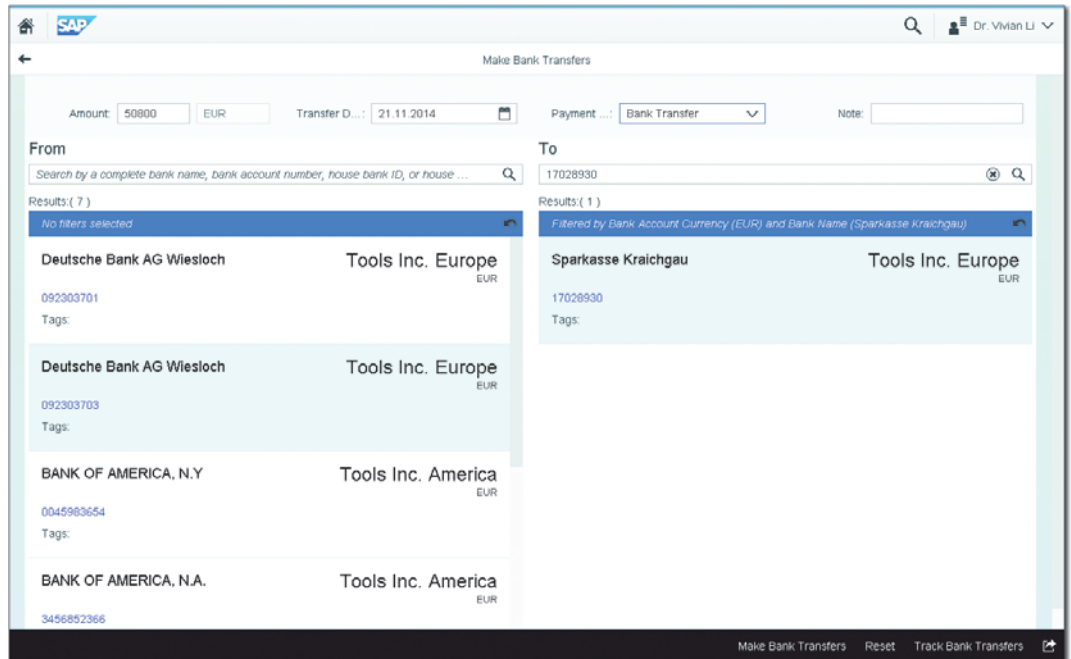 SAP
Dr. Vivian Li
Make Bank Transfers
Amount: 50800 EUR Transfer D...: 21.11.2014 Payment ...: Bank Transfer Note:
From
Search by a complete bank name, bank account number, house bank ID, or house ...
Results:( 7 )
No filters selected
Deutsche Bank AG Wiesloch Tools Inc. Europe
EUR
092303701
Tags:
Deutsche Bank AG Wiesloch Tools Inc. Europe
EUR
092303703
Tags:
BANK OF AMERICA, N.Y Tools Inc. America
EUR
0045983654
Tags:
BANK OF AMERICA, N.A. Tools Inc. America
EUR
3456852366
To
17028930
Results:( 1 )
Filtered by Bank Account Currency (EUR) and Bank Name (Sparkasse Kraichgau)
Sparkasse Kraichgau Tools Inc. Europe
EUR
17028930
Tags:
Make Bank Transfers Reset Track Bank Transfers